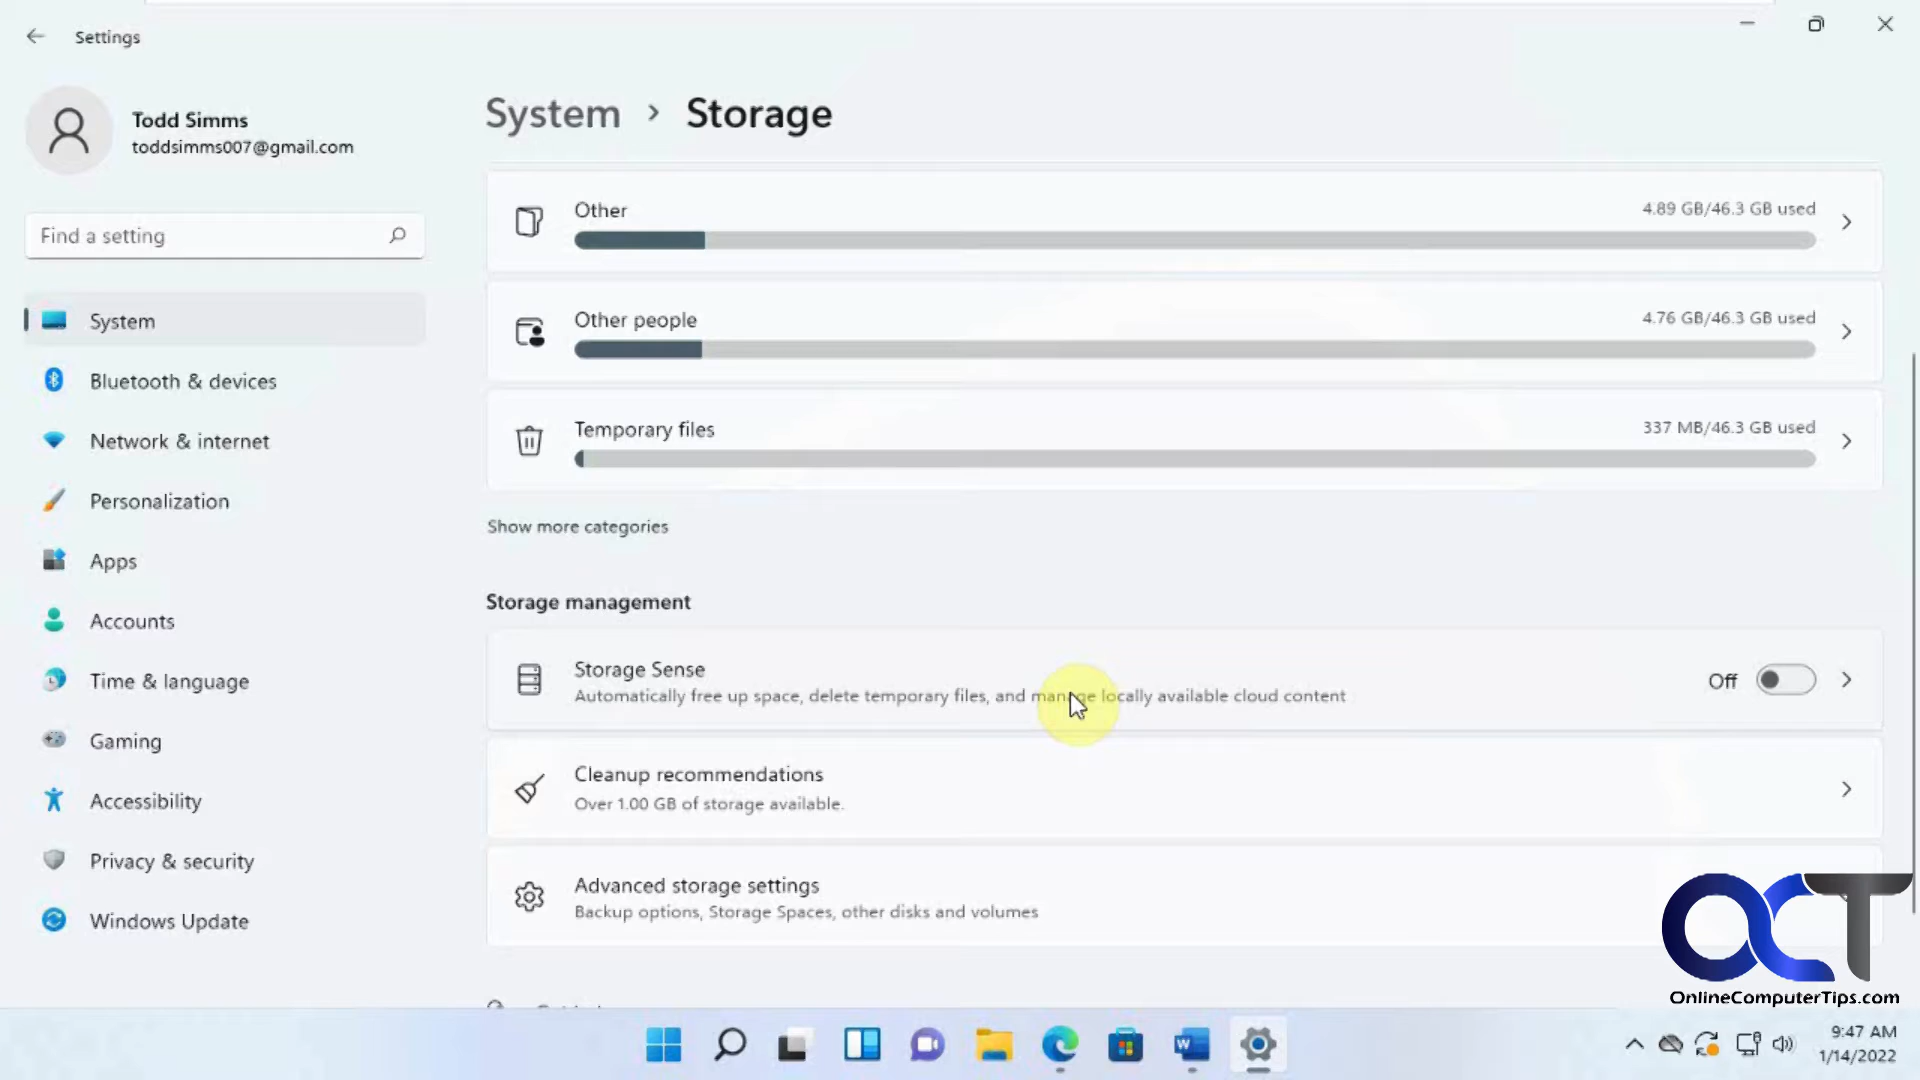 Settings
Todd Simms
toddsimms007@gmail.com
Find a setting
System
Bluetooth & devices
Network & internet
Personalization
Apps
Accounts
Time & language
Gaming
Accessibility
Privacy & security
Windows Update
System > Storage
Other
4.89 GB/46.3 GB used
Other people
4.76 GB/46.3 GB used
Temporary files
337 MB/46.3 GB used
Show more categories
Storage management
Storage Sense
Automatically free up space, delete temporary files, and manage locally available cloud content
Off
Cleanup recommendations
Over 1.00 GB of storage available.
Advanced storage settings
Backup options, Storage Spaces, other disks and volumes
OCT
OnlineComputerTips.com
W
9:47 AM
1/14/2022